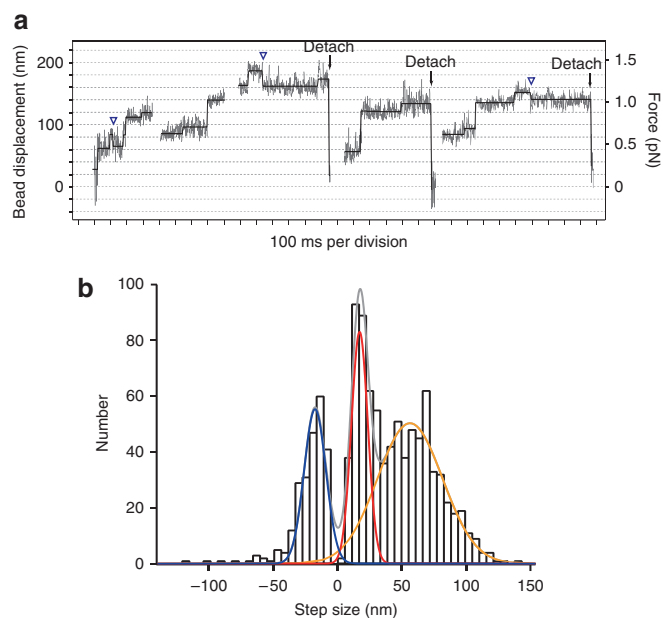 a
Detach
Detach
Detach
Bead displacement (nm)
200
100
0
Force (pN)
1.5
1.0
0.5
0
100 ms per division
b
Number
100
80
60
40
20
0
−100
−50
0
50
100
150
Step size (nm)